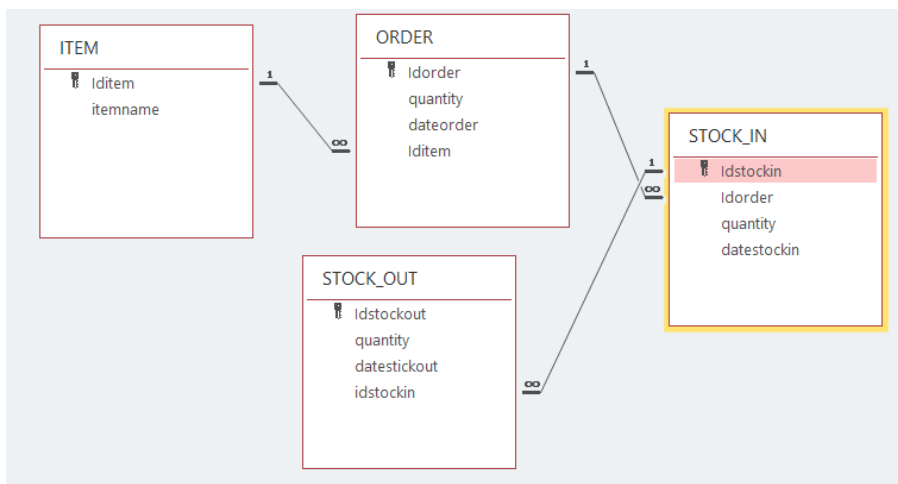 ITEM
Iditem
itemname
ORDER
Idorder
quantity
dateorder
Iditem
1
∞
1
STOCK_IN
Idstockin
Idorder
quantity
datestockin
1
∞
STOCK_OUT
Idstockout
quantity
datestickout
idstockin
∞